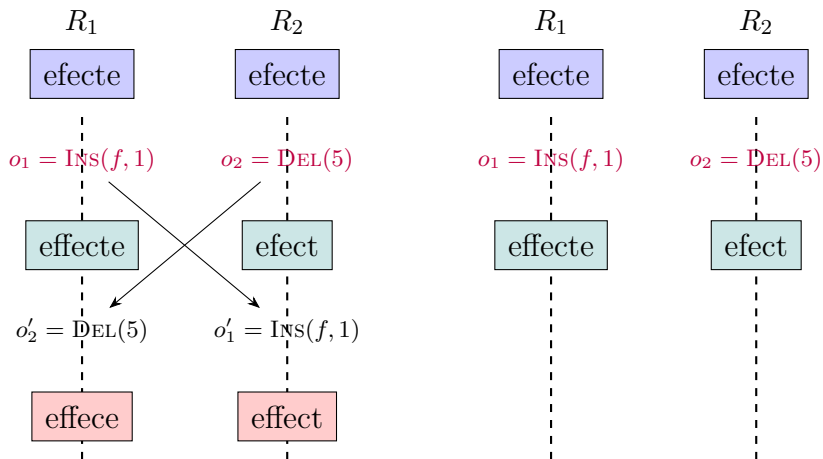 R₁ R₂ R₁ R₂
efecte efecte efecte efecte
o₁ = Ins(f, 1) o₂ = Del(5) o₁ = Ins(f, 1) o₂ = Del(5)
effecte efect effecte efect
o′₂ = Del(5) o′₁ = Ins(f, 1)
effece effect